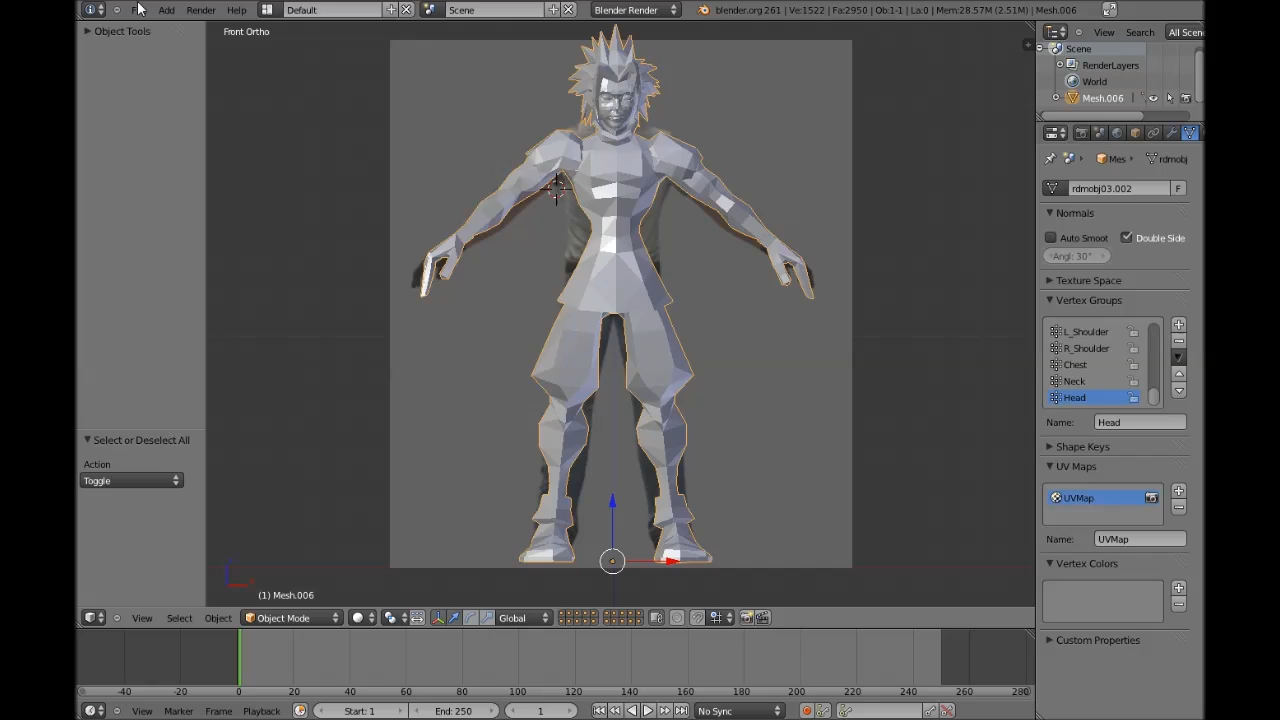 F Add Render Help Default Scene Blender Render blender.org 261 | Ve:1522 | Fa:2950 | Ob:1-1 | La:0 | Mem:28.57M (2.51M) | Mesh.006
Object Tools
Front Ortho
View Search All Scen
Scene
RenderLayers
World
Mesh.006
Mes rdmobj
rdmobj03.002 F
Normals
Auto Smoot Double Side
Angl: 30°
Texture Space
Vertex Groups
L_Shoulder
R_Shoulder
Chest
Neck
Head
Name: Head
Shape Keys
UV Maps
UVMap
Name: UVMap
Vertex Colors
Custom Properties
Select or Deselect All
Action
Toggle
(1) Mesh.006
View Select Object Object Mode Global
-40 -20 0 20 40 60 80 100 120 140 160 180 200 220 240 260 280
View Marker Frame Playback Start: 1 End: 250 1 No Sync